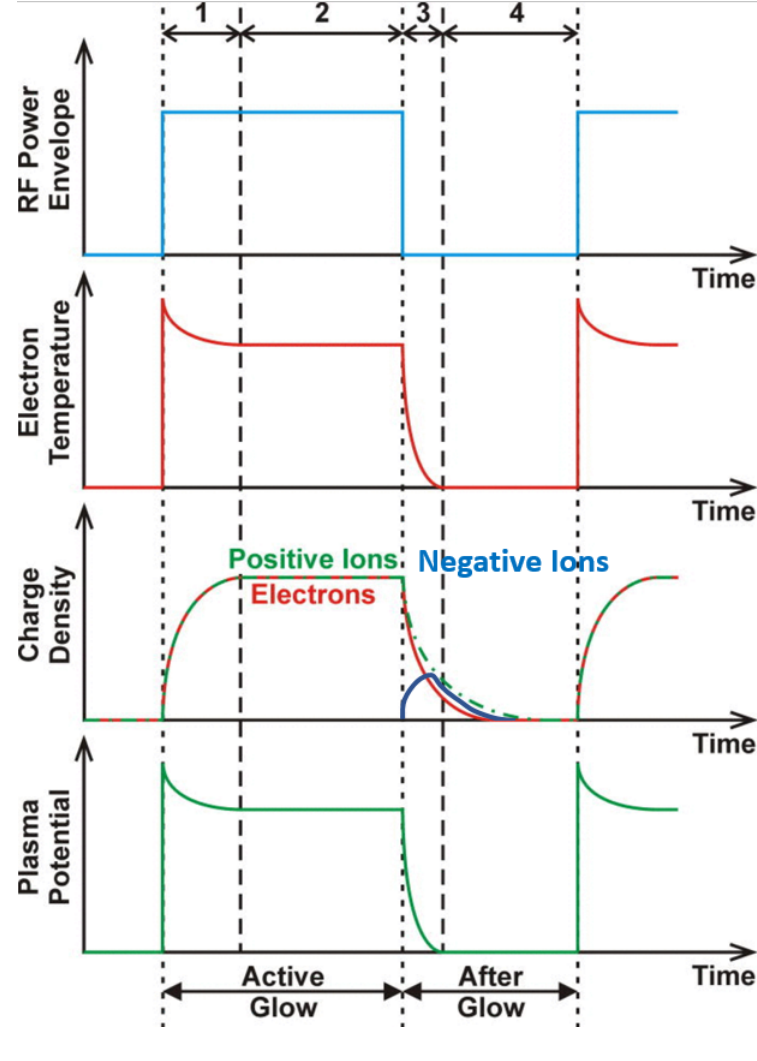 1 2 3 4
RF Power
Envelope
Time
Electron
Temperature
Time
Positive Ions
Negative Ions
Electrons
Charge
Density
Time
Plasma
Potential
Time
Active
Glow
After
Glow